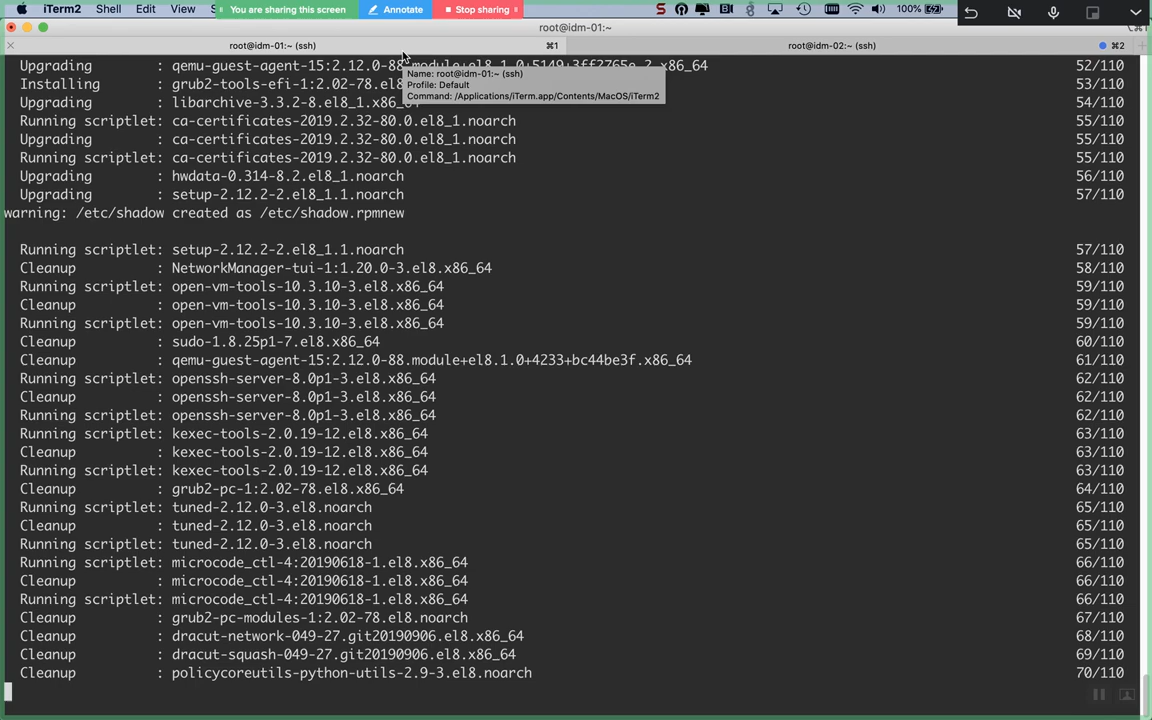 iTerm2 Shell Edit View You are sharing this screen Annotate Stop sharing 100%
root@idm-01:~ (ssh)
root@idm-01:~ (ssh) ⌘1 root@idm-02:~ (ssh) ⌘2
Upgrading : qemu-guest-agent-15:2.12.0-88.module+el8.1.0+5149+3ff2765e.2.x86_64 52/110
Name: root@idm-01:~ (ssh)
Profile: Default
Command: /Applications/iTerm.app/Contents/MacOS/iTerm2
Installing : grub2-tools-efi-1:2.02-78.el 53/110
Upgrading : libarchive-3.3.2-8.el8_1.x86_6 54/110
Running scriptlet: ca-certificates-2019.2.32-80.0.el8_1.noarch 55/110
Upgrading : ca-certificates-2019.2.32-80.0.el8_1.noarch 55/110
Running scriptlet: ca-certificates-2019.2.32-80.0.el8_1.noarch 55/110
Upgrading : hwdata-0.314-8.2.el8_1.noarch 56/110
Upgrading : setup-2.12.2-2.el8_1.1.noarch 57/110
warning: /etc/shadow created as /etc/shadow.rpmnew
Running scriptlet: setup-2.12.2-2.el8_1.1.noarch 57/110
Cleanup : NetworkManager-tui-1:1.20.0-3.el8.x86_64 58/110
Running scriptlet: open-vm-tools-10.3.10-3.el8.x86_64 59/110
Cleanup : open-vm-tools-10.3.10-3.el8.x86_64 59/110
Running scriptlet: open-vm-tools-10.3.10-3.el8.x86_64 59/110
Cleanup : sudo-1.8.25p1-7.el8.x86_64 60/110
Cleanup : qemu-guest-agent-15:2.12.0-88.module+el8.1.0+4233+bc44be3f.x86_64 61/110
Running scriptlet: openssh-server-8.0p1-3.el8.x86_64 62/110
Cleanup : openssh-server-8.0p1-3.el8.x86_64 62/110
Running scriptlet: openssh-server-8.0p1-3.el8.x86_64 62/110
Running scriptlet: kexec-tools-2.0.19-12.el8.x86_64 63/110
Cleanup : kexec-tools-2.0.19-12.el8.x86_64 63/110
Running scriptlet: kexec-tools-2.0.19-12.el8.x86_64 63/110
Cleanup : grub2-pc-1:2.02-78.el8.x86_64 64/110
Running scriptlet: tuned-2.12.0-3.el8.noarch 65/110
Cleanup : tuned-2.12.0-3.el8.noarch 65/110
Running scriptlet: tuned-2.12.0-3.el8.noarch 65/110
Running scriptlet: microcode_ctl-4:20190618-1.el8.x86_64 66/110
Cleanup : microcode_ctl-4:20190618-1.el8.x86_64 66/110
Running scriptlet: microcode_ctl-4:20190618-1.el8.x86_64 66/110
Cleanup : grub2-pc-modules-1:2.02-78.el8.noarch 67/110
Cleanup : dracut-network-049-27.git20190906.el8.x86_64 68/110
Cleanup : dracut-squash-049-27.git20190906.el8.x86_64 69/110
Cleanup : policycoreutils-python-utils-2.9-3.el8.noarch 70/110